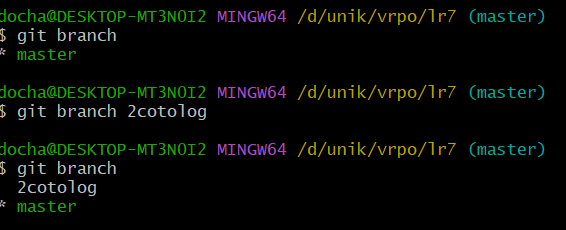 docha@DESKTOP-MT3NOI2 MINGW64 /d/unik/vrpo/lr7 (master)
$ git branch
* master
docha@DESKTOP-MT3NOI2 MINGW64 /d/unik/vrpo/lr7 (master)
$ git branch 2cotolog
docha@DESKTOP-MT3NOI2 MINGW64 /d/unik/vrpo/lr7 (master)
$ git branch
  2cotolog
* master